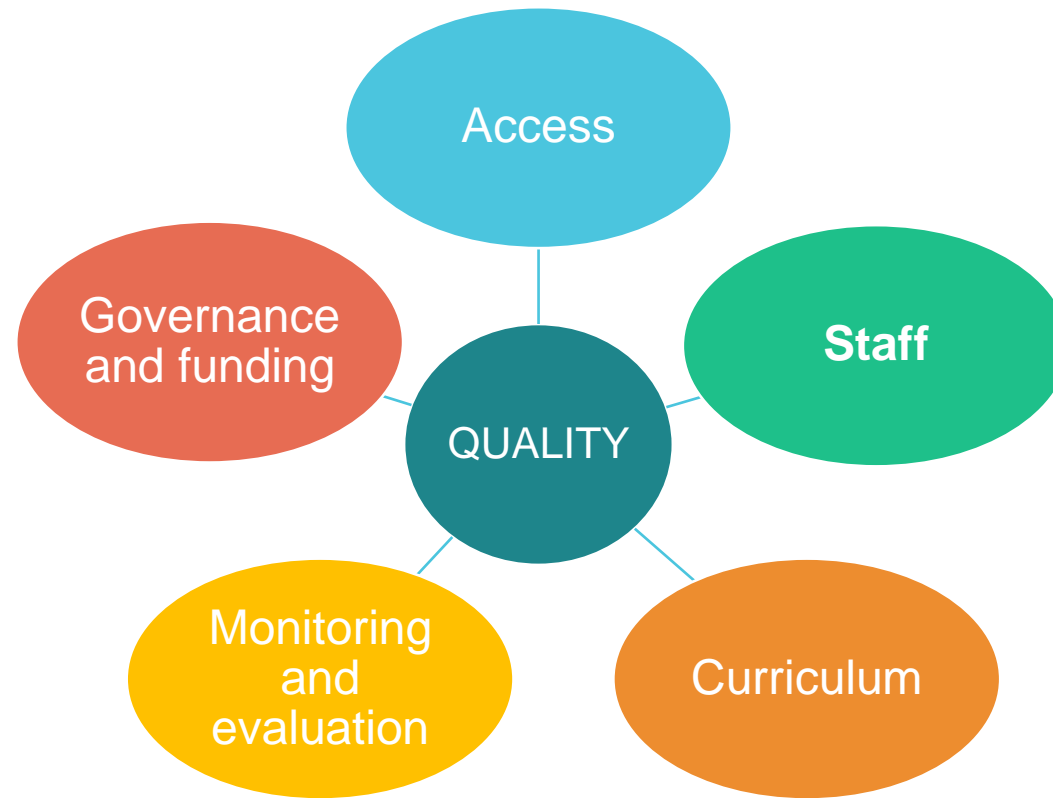 Access
Governance
and funding
Staff
QUALITY
Monitoring
and
evaluation
Curriculum